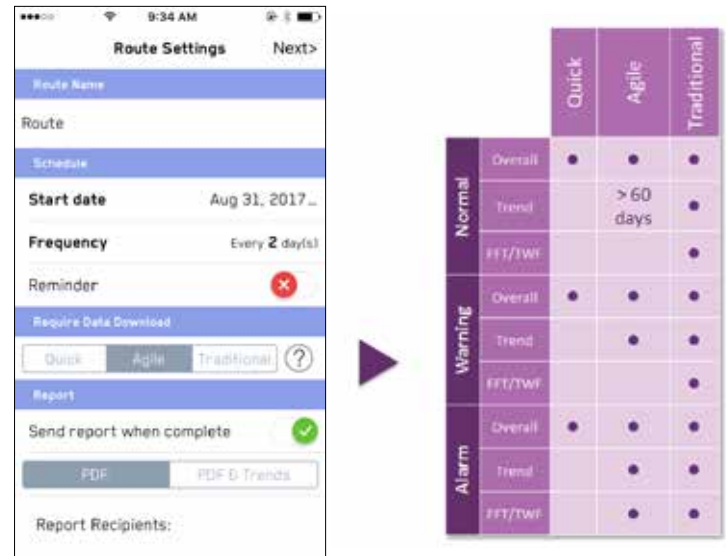 9:34 AM
Route Settings Next>
Route Name
Route
Schedule
Start date Aug 31, 2017...
Frequency Every 2 day(s)
Reminder
Require Data Download
Quick Agile Traditional ?
Report
Send report when complete
PDF PDF & Trends
Report Recipients:
Quick Agile Traditional
Normal
Overall
Trend > 60 days
FFT/TWF
Warning
Overall
Trend
FFT/TWF
Alarm
Overall
Trend
FFT/TWF